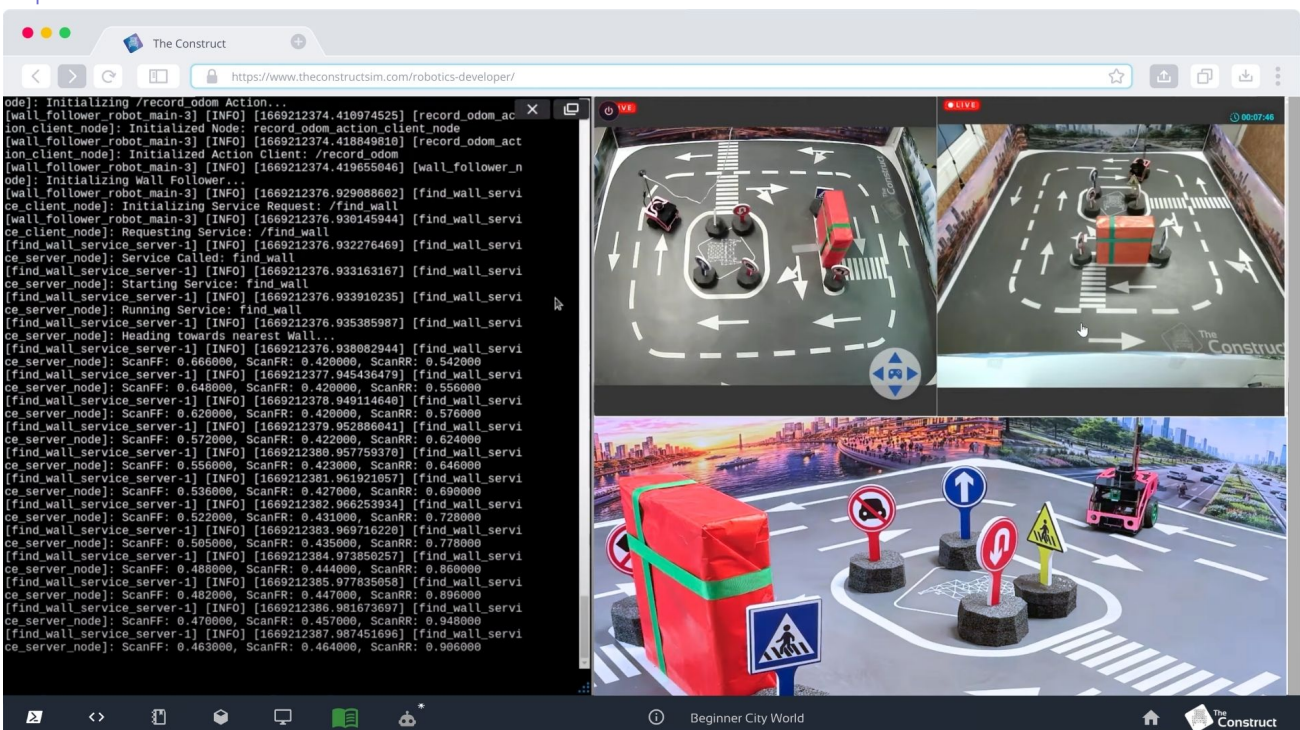 The Construct
https://www.theconstructsim.com/robotics-developer/
ode]: Initializing /record_odom Action...
[wall_follower_robot_main-3] [INFO] [1669212374.410974525] [record_odom_ac
ion_client_node]: Initialized Node: record_odom_action_client_node
[wall_follower_robot_main-3] [INFO] [1669212374.418849810] [record_odom_act
ion_client_node]: Initialized Action Client: /record_odom
[wall_follower_robot_main-3] [INFO] [1669212374.419655046] [wall_follower_n
ode]: Initializing Wall Follower...
[wall_follower_robot_main-3] [INFO] [1669212376.929088602] [find_wall_servi
ce_client_node]: Initializing Service Request: /find_wall
[wall_follower_robot_main-3] [INFO] [1669212376.930145944] [find_wall_servi
ce_client_node]: Requesting Service: /find_wall
[find_wall_service_server-1] [INFO] [1669212376.932276469] [find_wall_servi
ce_server_node]: Service Called: find_wall
[find_wall_service_server-1] [INFO] [1669212376.933163167] [find_wall_servi
ce_server_node]: Starting Service: find_wall
[find_wall_service_server-1] [INFO] [1669212376.933910235] [find_wall_servi
ce_server_node]: Running Service: find_wall
[find_wall_service_server-1] [INFO] [1669212376.935385987] [find_wall_servi
ce_server_node]: Heading towards nearest Wall...
[find_wall_service_server-1] [INFO] [1669212376.938082944] [find_wall_servi
ce_server_node]: ScanFF: 0.666000, ScanFR: 0.420000, ScanRR: 0.542000
[find_wall_service_server-1] [INFO] [1669212377.945436479] [find_wall_servi
ce_server_node]: ScanFF: 0.648000, ScanFR: 0.420000, ScanRR: 0.556000
[find_wall_service_server-1] [INFO] [1669212378.949114640] [find_wall_servi
ce_server_node]: ScanFF: 0.620000, ScanFR: 0.420000, ScanRR: 0.576000
[find_wall_service_server-1] [INFO] [1669212379.952886041] [find_wall_servi
ce_server_node]: ScanFF: 0.572000, ScanFR: 0.422000, ScanRR: 0.624000
[find_wall_service_server-1] [INFO] [1669212380.957759370] [find_wall_servi
ce_server_node]: ScanFF: 0.556000, ScanFR: 0.423000, ScanRR: 0.646000
[find_wall_service_server-1] [INFO] [1669212381.961921057] [find_wall_servi
ce_server_node]: ScanFF: 0.536000, ScanFR: 0.427000, ScanRR: 0.690000
[find_wall_service_server-1] [INFO] [1669212382.966253934] [find_wall_servi
ce_server_node]: ScanFF: 0.522000, ScanFR: 0.431000, ScanRR: 0.728000
[find_wall_service_server-1] [INFO] [1669212383.969716220] [find_wall_servi
ce_server_node]: ScanFF: 0.505000, ScanFR: 0.435000, ScanRR: 0.778000
[find_wall_service_server-1] [INFO] [1669212384.973850257] [find_wall_servi
ce_server_node]: ScanFF: 0.488000, ScanFR: 0.444000, ScanRR: 0.860000
[find_wall_service_server-1] [INFO] [1669212385.977835058] [find_wall_servi
ce_server_node]: ScanFF: 0.482000, ScanFR: 0.447000, ScanRR: 0.896000
[find_wall_service_server-1] [INFO] [1669212386.981673697] [find_wall_servi
ce_server_node]: ScanFF: 0.470000, ScanFR: 0.457000, ScanRR: 0.948000
[find_wall_service_server-1] [INFO] [1669212387.987451696] [find_wall_servi
ce_server_node]: ScanFF: 0.463000, ScanFR: 0.464000, ScanRR: 0.906000
VE
LIVE
00:07:46
Construct
The
Construc
Beginner City World
The
Construct